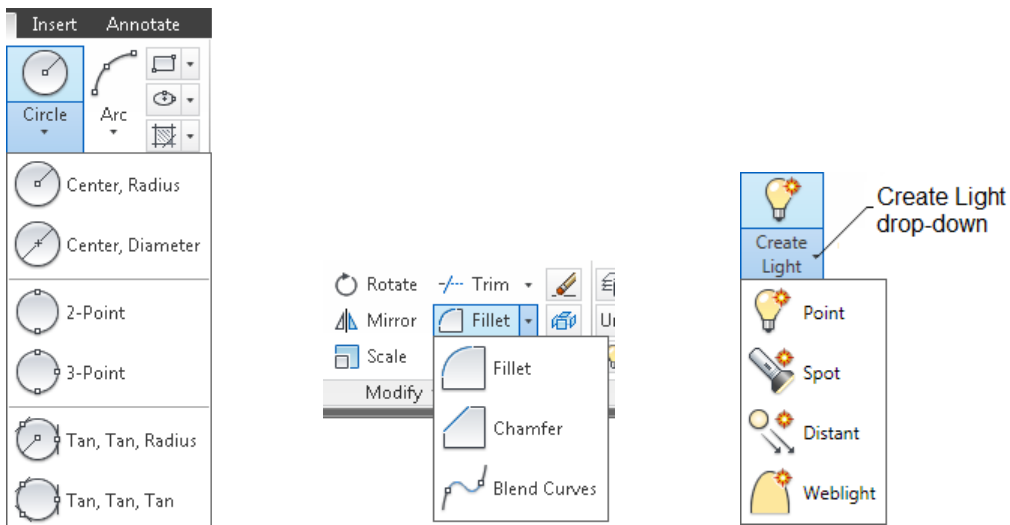 Insert Annotate
Circle
Arc
Center, Radius
Center, Diameter
2-Point
3-Point
Tan, Tan, Radius
Tan, Tan, Tan
Rotate Trim
Mirror Fillet
Scale
Modify
Fillet
Chamfer
Blend Curves
Create
Light
Create Light
drop-down
Point
Spot
Distant
Weblight